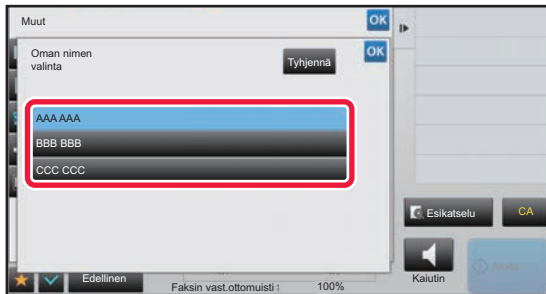 Muut
OK
Oman nimen
valinta
Tyhjennä
OK
AAA AAA
BBB BBB
CCC CCC
Esikatselu
CA
Edellinen
Faksin vast.ottomuisti :
100%
Kaiutin
Aloita